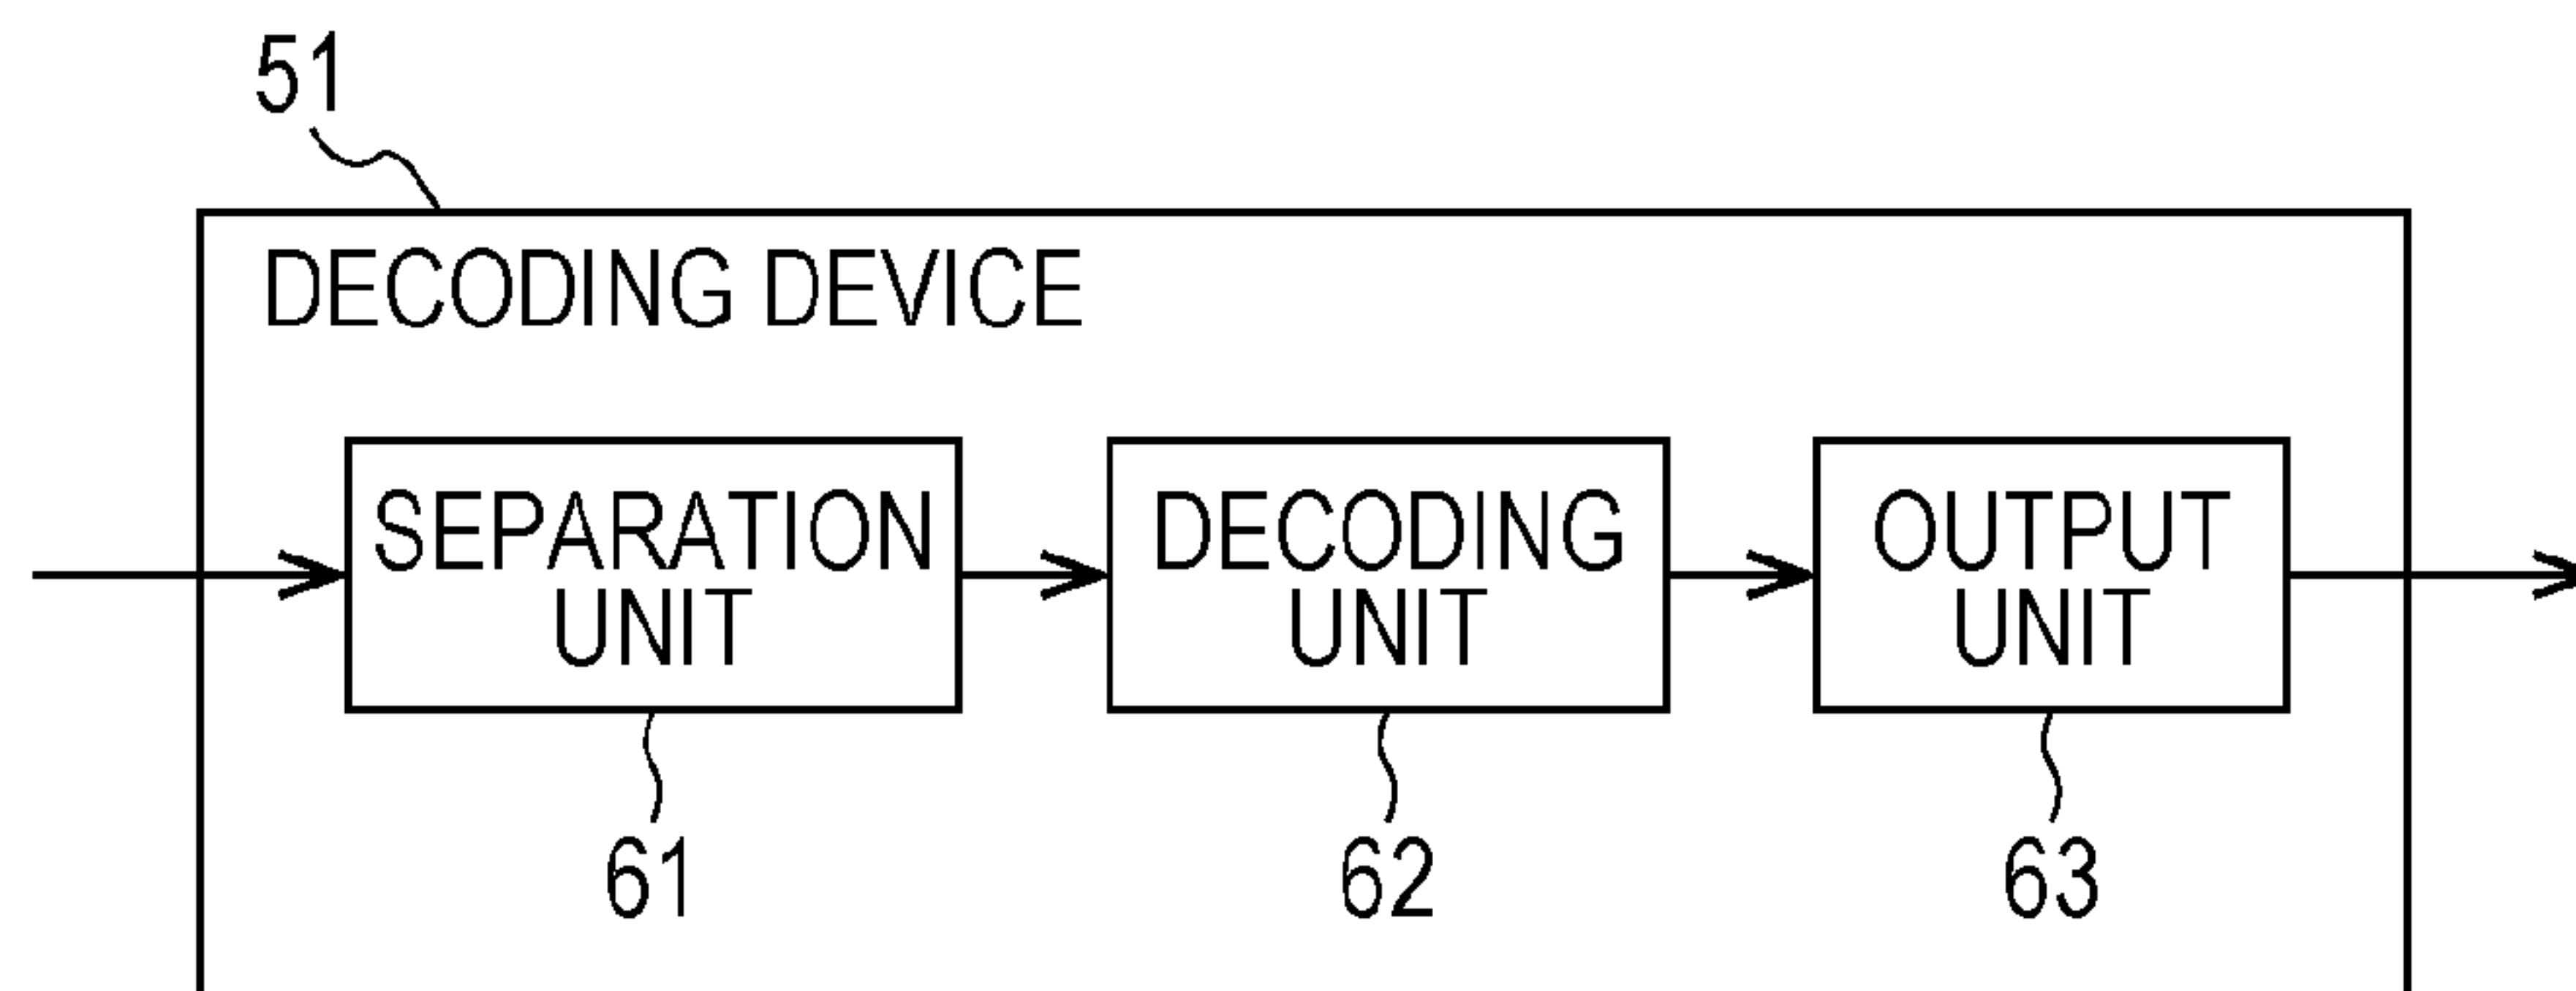 51
DECODING DEVICE
SEPARATION
UNIT
DECODING
UNIT
OUTPUT
UNIT
61
62
63